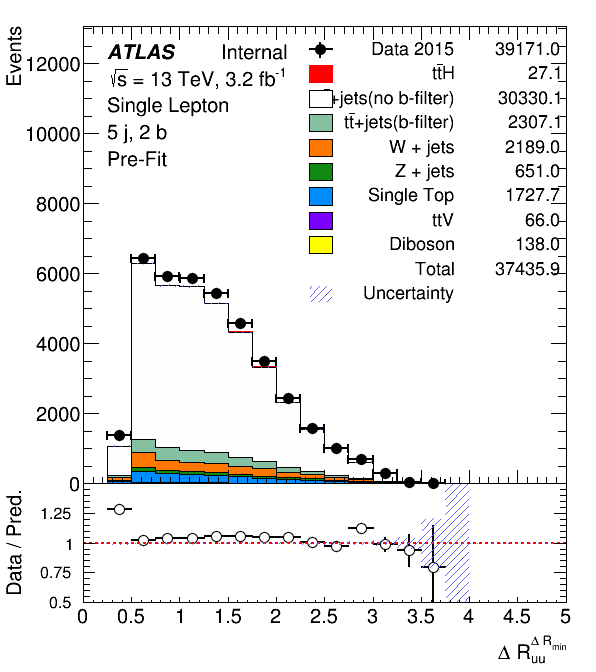 Events
ATLAS Internal
√s = 13 TeV, 3.2 fb-1
Single Lepton
5 j, 2 b
Pre-Fit
Data 2015 39171.0
tt̄H 27.1
+jets(no b-filter) 30330.1
tt̄+jets(b-filter) 2307.1
W + jets 2189.0
Z + jets 651.0
Single Top 1727.7
ttV 66.0
Diboson 138.0
Total 37435.9
Uncertainty
12000
10000
8000
6000
4000
2000
0
Data / Pred.
1.25
1
0.75
0.5
0 0.5 1 1.5 2 2.5 3 3.5 4 4.5 5
Δ R uu Δ R min